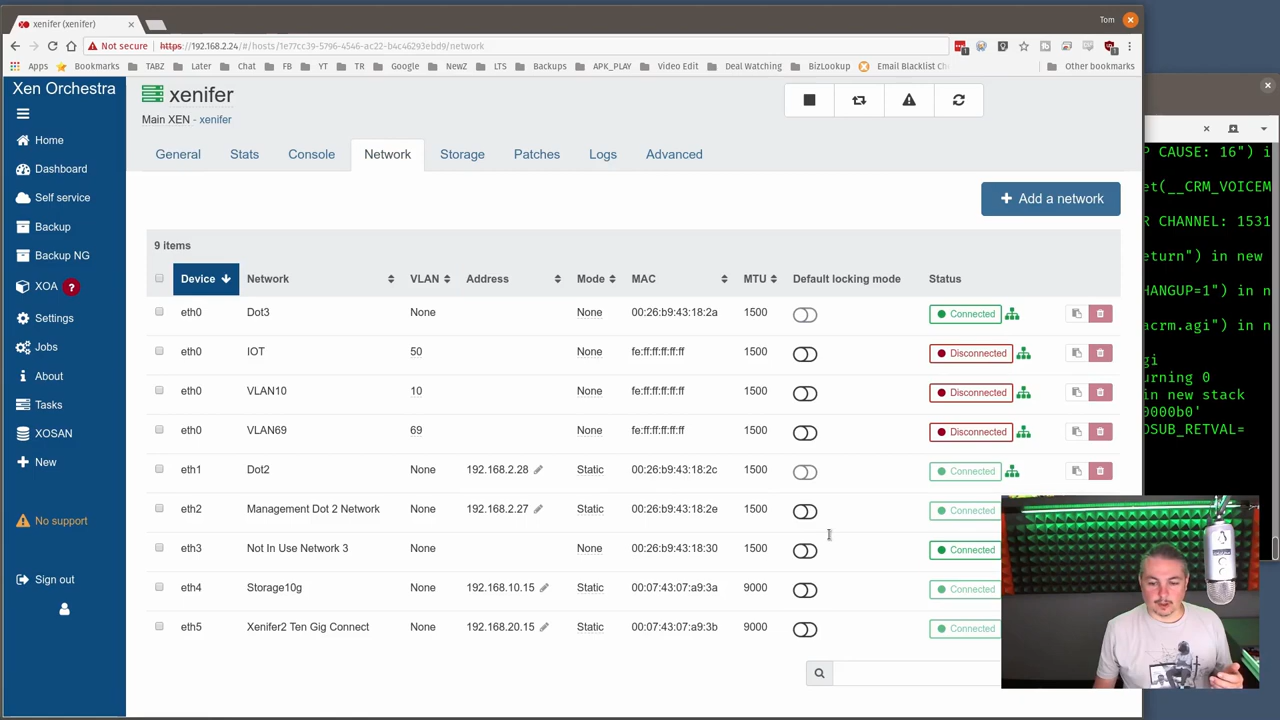 xenifer (xenifer)
Tom
Not secure https://192.168.2.24/#/hosts/1e77cc39-5796-4546-ac22-b4c46293ebd9/network
Apps Bookmarks TABZ Later Chat FB YT TR Google NewZ LTS Backups APK_PLAY Video Edit Deal Watching BizLookup Email Blacklist Other bookmarks
Xen Orchestra
Home
Dashboard
Self service
Backup
Backup NG
XOA ?
Settings
Jobs
About
Tasks
XOSAN
New
No support
Sign out
xenifer
Main XEN - xenifer
General Stats Console Network Storage Patches Logs Advanced
Add a network
9 items
Device Network VLAN Address Mode MAC MTU Default locking mode Status
eth0 Dot3 None None 00:26:b9:43:18:2a 1500 Connected
eth0 IOT 50 None fe:ff:ff:ff:ff:ff 1500 Disconnected
eth0 VLAN10 10 None fe:ff:ff:ff:ff:ff 1500 Disconnected
eth0 VLAN69 69 None fe:ff:ff:ff:ff:ff 1500 Disconnected
eth1 Dot2 None 192.168.2.28 Static 00:26:b9:43:18:2c 1500 Connected
eth2 Management Dot 2 Network None 192.168.2.27 Static 00:26:b9:43:18:2e 1500 Connected
eth3 Not In Use Network 3 None None 00:26:b9:43:18:30 1500 Connected
eth4 Storage10g None 192.168.10.15 Static 00:07:43:07:a9:3a 9000 Connected
eth5 Xenifer2 Ten Gig Connect None 192.168.20.15 Static 00:07:43:07:a9:3b 9000 Connected
P CAUSE: 16") i
et(__CRM_VOICEM
R CHANNEL: 1531
eturn") in new
HANGUP=1") in n
acrm.agi") in n
gi
urning 0
in new stack
0000b0'
OSUB_RETVAL=